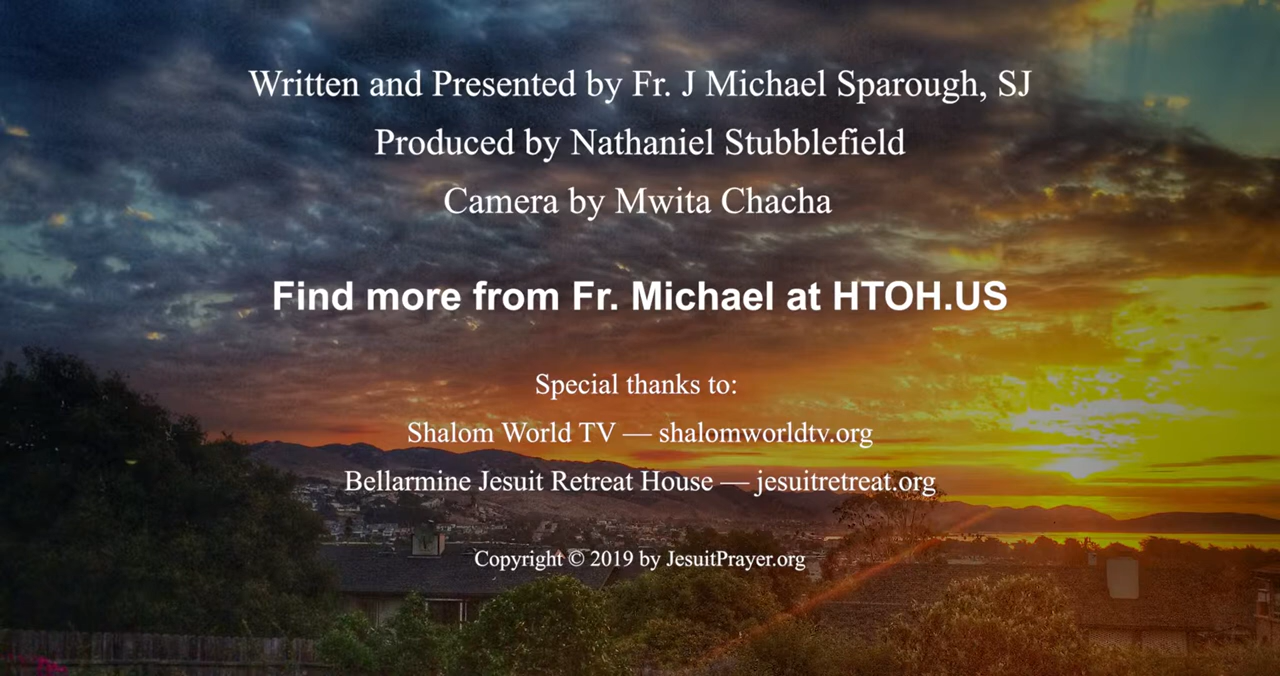 Written and Presented by Fr. J Michael Sparough, SJ
Produced by Nathaniel Stubblefield
Camera by Mwita Chacha
Find more from Fr. Michael at HTOH.US
Special thanks to:
Shalom World TV — shalomworldtv.org
Bellarmine Jesuit Retreat House — jesuitretreat.org
Copyright © 2019 by JesuitPrayer.org